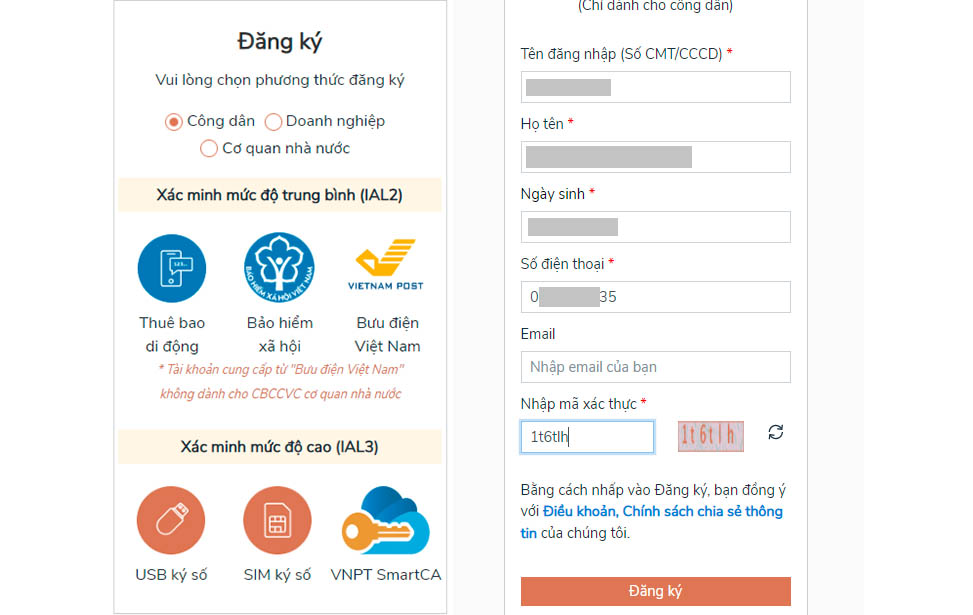 Đăng ký
Vui lòng chọn phương thức đăng ký
Công dân Doanh nghiệp
Cơ quan nhà nước
Xác minh mức độ trung bình (IAL2)
123...
BẢO HIỂM XÃ HỘI VIỆT NAM
VIETNAM POST
Thuê bao
di động
Bảo hiểm
xã hội
Bưu điện
Việt Nam
* Tài khoản cung cấp từ "Bưu điện Việt Nam"
không dành cho CBCCVC cơ quan nhà nước
Xác minh mức độ cao (IAL3)
USB ký số
SIM ký số
VNPT SmartCA
(Chỉ dành cho công dân)
Tên đăng nhập (Số CMT/CCCD) *
Họ tên *
Ngày sinh *
Số điện thoại *
0 35
Email
Nhập email của bạn
Nhập mã xác thực *
1t6tlh
1t6tlh
Bằng cách nhấp vào Đăng ký, bạn đồng ý
với Điều khoản, Chính sách chia sẻ thông
tin của chúng tôi.
Đăng ký